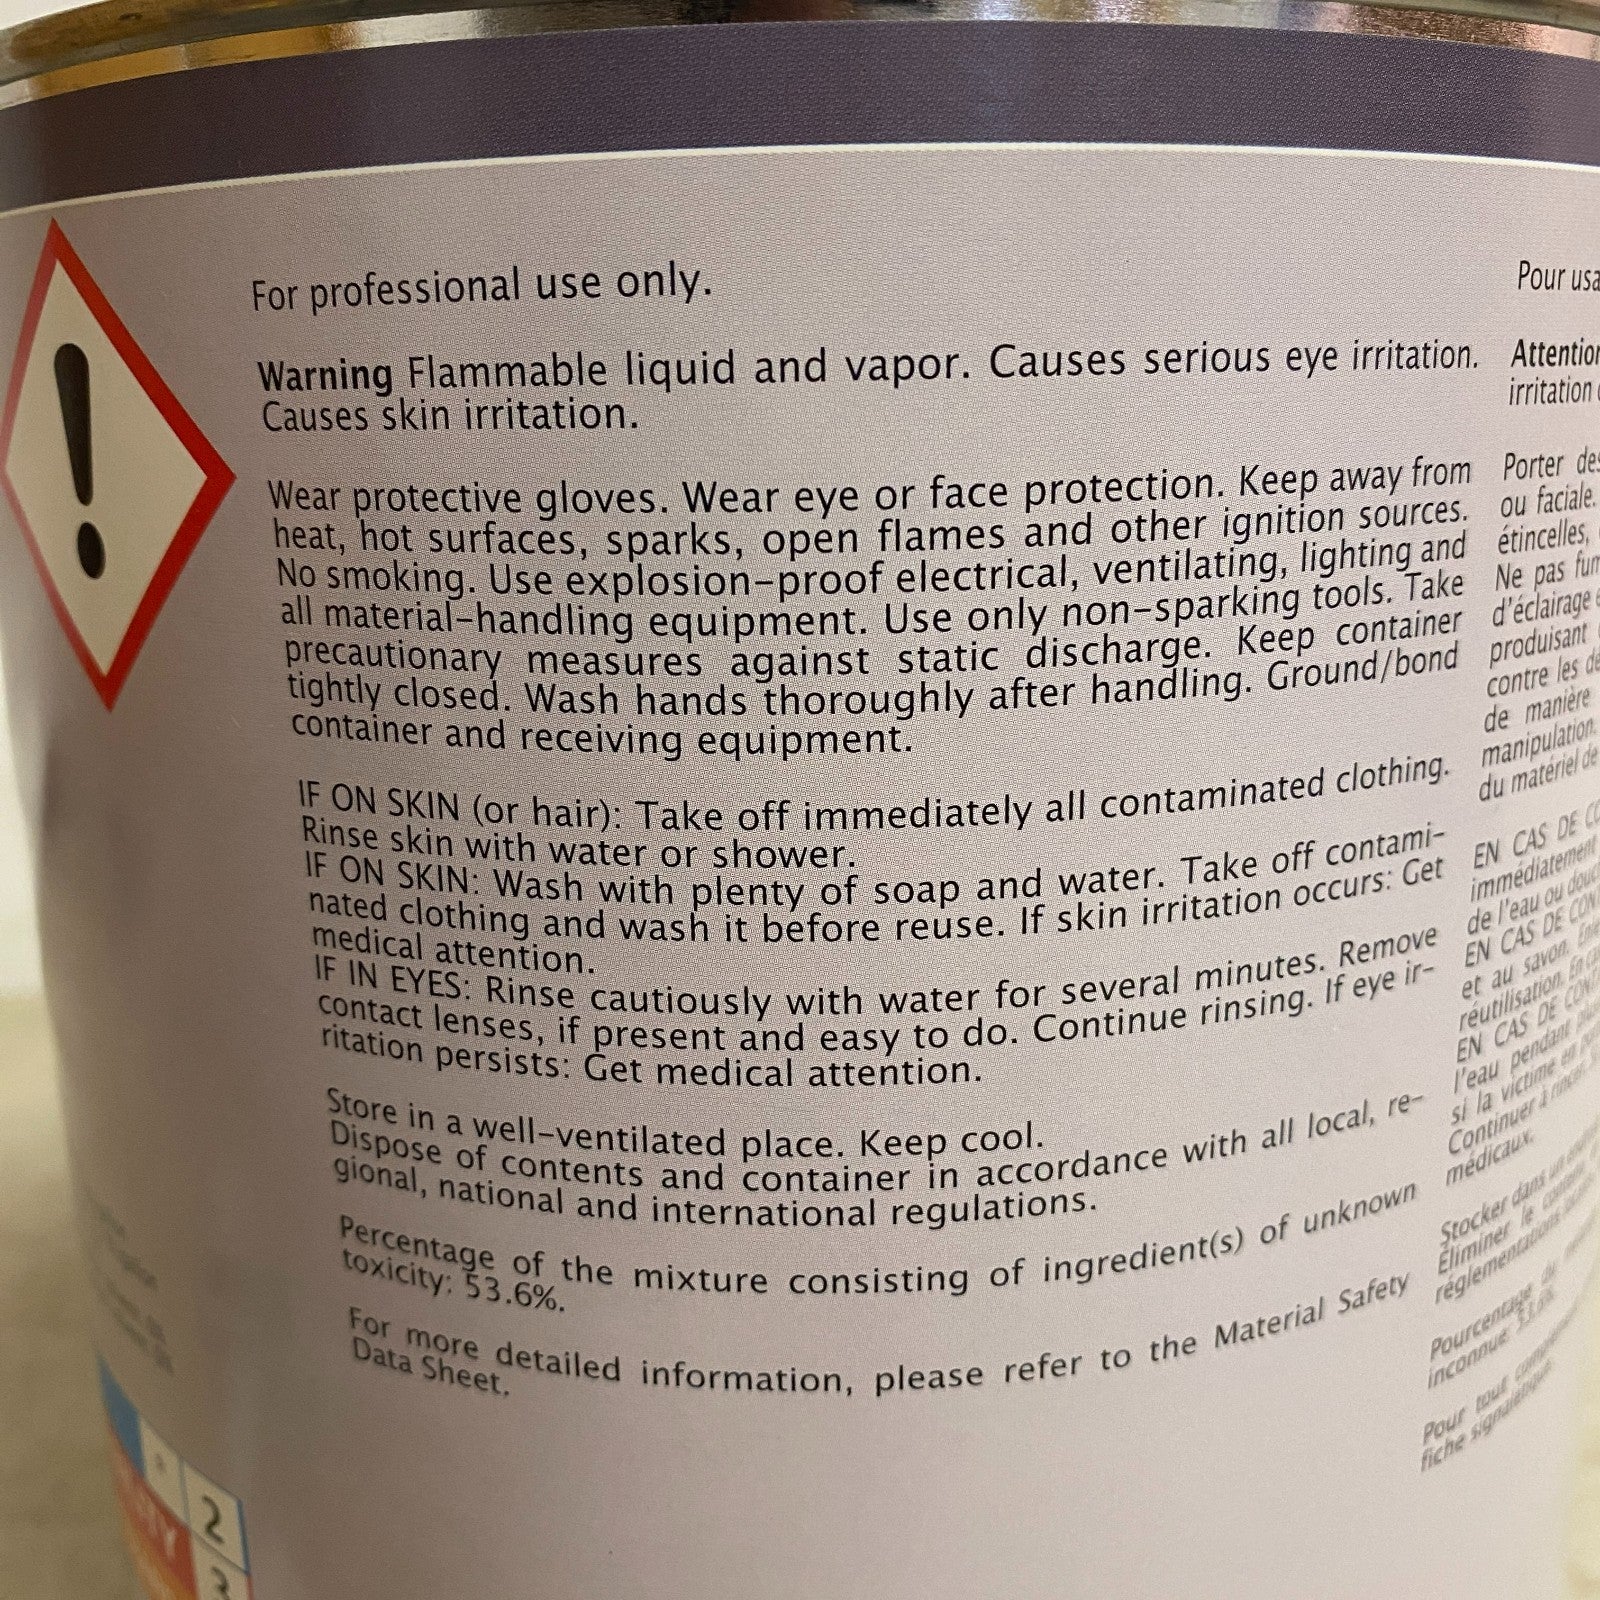 For professional use only.
Warning Flammable liquid and vapor. Causes serious eye irritation.
Causes skin irritation.
Wear protective gloves. Wear eye or face protection. Keep away from
heat, hot surfaces, sparks, open flames and other ignition sources.
No smoking. Use explosion-proof electrical, ventilating, lighting and
all material-handling equipment. Use only non-sparking tools. Take
precautionary measures against static discharge. Keep container
tightly closed. Wash hands thoroughly after handling. Ground/bond
container and receiving equipment.
IF ON SKIN (or hair): Take off immediately all contaminated clothing.
Rinse skin with water or shower.
IF ON SKIN: Wash with plenty of soap and water. Take off contami-
nated clothing and wash it before reuse. If skin irritation occurs: Get
medical attention.
IF IN EYES: Rinse cautiously with water for several minutes. Remove
contact lenses, if present and easy to do. Continue rinsing. If eye ir-
ritation persists: Get medical attention.
Store in a well-ventilated place. Keep cool.
Dispose of contents and container in accordance with all local, re-
gional, national and international regulations.
Percentage of the mixture consisting of ingredient(s) of unknown
toxicity: 53.6%.
For more detailed information, please refer to the Material Safety
Data Sheet.
Pour
Attention
irritation
Porter des
ou faciale.
étincelles,
Ne pas
d'éclairage
produisant
contre les
de manière
manipulation.
du matériel de
EN CAS DE
immédiatement
de l'eau ou
EN CAS DE
et au savon.
réutilisation.
EN CAS DE
l'eau pendant
si la victime en
Continuer à rincer.
médicaux.
Stocker dans un
Éliminer le
réglementations
Pourcentage
inconnue
Pour tout
fiche
2
3